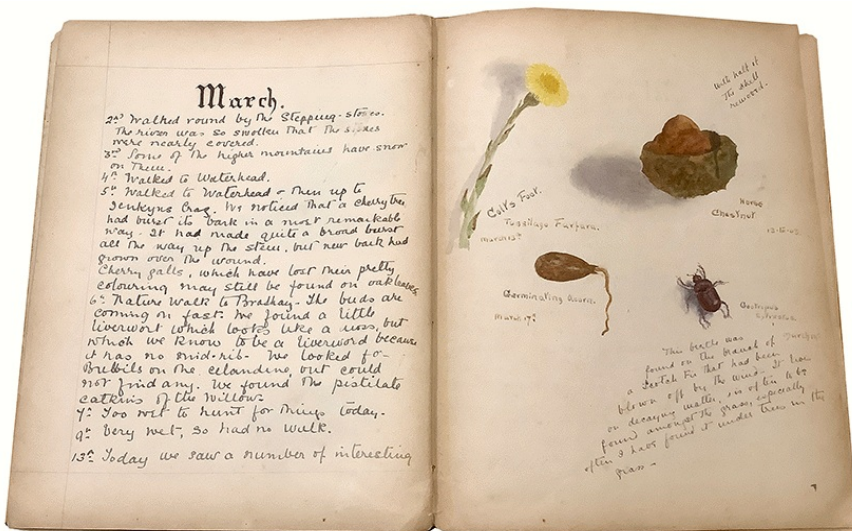 March.
2nd Walked round by the Stepping-stones.
The river was so swollen that the stones
were nearly covered.
3rd Some of the higher mountains have snow
on them.
4th Walked to Waterhead.
5th Walked to Waterhead & then up to
Jenkyns Crag. We noticed that a cherry tree
had burst its bark in a most remarkable
way. It had made quite a broad burst
all the way up the stem, but new bark had
grown over the wound.
Cherry galls, which have lost their pretty
colouring may still be found on oak leaves.
6th Nature Walk to Brathay. The buds are
coming on fast. We found a little
liverwort which looks like a moss, but
which we know to be a liverword because
it has no mid-rib. We looked for
Bulbils on the celandine, but could
not find any. We found the pistilate
catkins of the Willow.
7th Too wet to hunt for things today.
9th Very wet, so had no walk.
13th Today we saw a number of interesting
With half of
the shell
removed.
Colt's Foot.
Tussilago Farfara.
March 13th
Horse
Chestnut
Germinating Acorn.
March 17th
This beetle was
found on the branch of
a Scotch Fir that had been
blown off by the wind. It lives
on decaying matter, is often to be
found amongst the grass, especially
often I have found it under trees in the
grass.